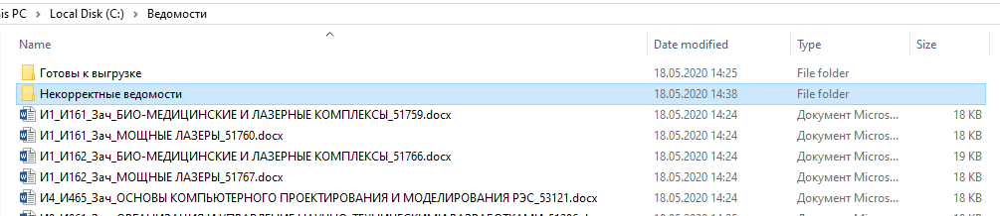 is PC > Local Disk (C:) > Ведомости
Name Date modified Type Size
Готовы к выгрузке 18.05.2020 14:25 File folder
Некорректные ведомости 18.05.2020 14:38 File folder
И1_И161_Зач_БИО-МЕДИЦИНСКИЕ И ЛАЗЕРНЫЕ КОМПЛЕКСЫ_51759.docx 18.05.2020 14:24 Документ Micros... 18 KB
И1_И161_Зач_МОЩНЫЕ ЛАЗЕРЫ_51760.docx 18.05.2020 14:24 Документ Micros... 18 KB
И1_И162_Зач_БИО-МЕДИЦИНСКИЕ И ЛАЗЕРНЫЕ КОМПЛЕКСЫ_51766.docx 18.05.2020 14:24 Документ Micros... 19 KB
И1_И162_Зач_МОЩНЫЕ ЛАЗЕРЫ_51767.docx 18.05.2020 14:24 Документ Micros... 18 KB
И4_И465_Зач_ОСНОВЫ КОМПЬЮТЕРНОГО ПРОЕКТИРОВАНИЯ И МОДЕЛИРОВАНИЯ РЭС_53121.docx 18.05.2020 14:24 Документ Micros... 18 KB